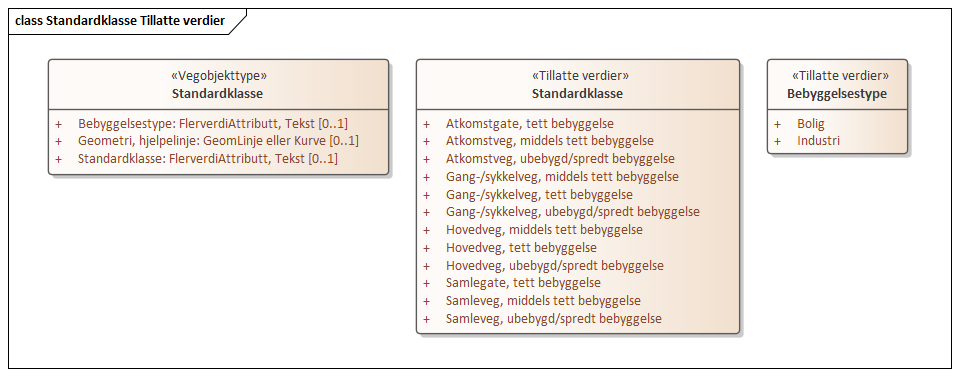 class Standardklasse Tillatte verdier
«Vegobjekttype»
Standardklasse
+ Bebyggelsestype: FlerverdiAttributt, Tekst [0..1]
+ Geometri, hjelpelinje: GeomLinje eller Kurve [0..1]
+ Standardklasse: FlerverdiAttributt, Tekst [0..1]
«Tillatte verdier»
Standardklasse
+ Atkomstgate, tett bebyggelse
+ Atkomstveg, middels tett bebyggelse
+ Atkomstveg, ubebygd/spredt bebyggelse
+ Gang-/sykkelveg, middels tett bebyggelse
+ Gang-/sykkelveg, tett bebyggelse
+ Gang-/sykkelveg, ubebygd/spredt bebyggelse
+ Hovedveg, middels tett bebyggelse
+ Hovedveg, tett bebyggelse
+ Hovedveg, ubebygd/spredt bebyggelse
+ Samlegate, tett bebyggelse
+ Samleveg, middels tett bebyggelse
+ Samleveg, ubebygd/spredt bebyggelse
«Tillatte verdier»
Bebyggelsestype
+ Bolig
+ Industri